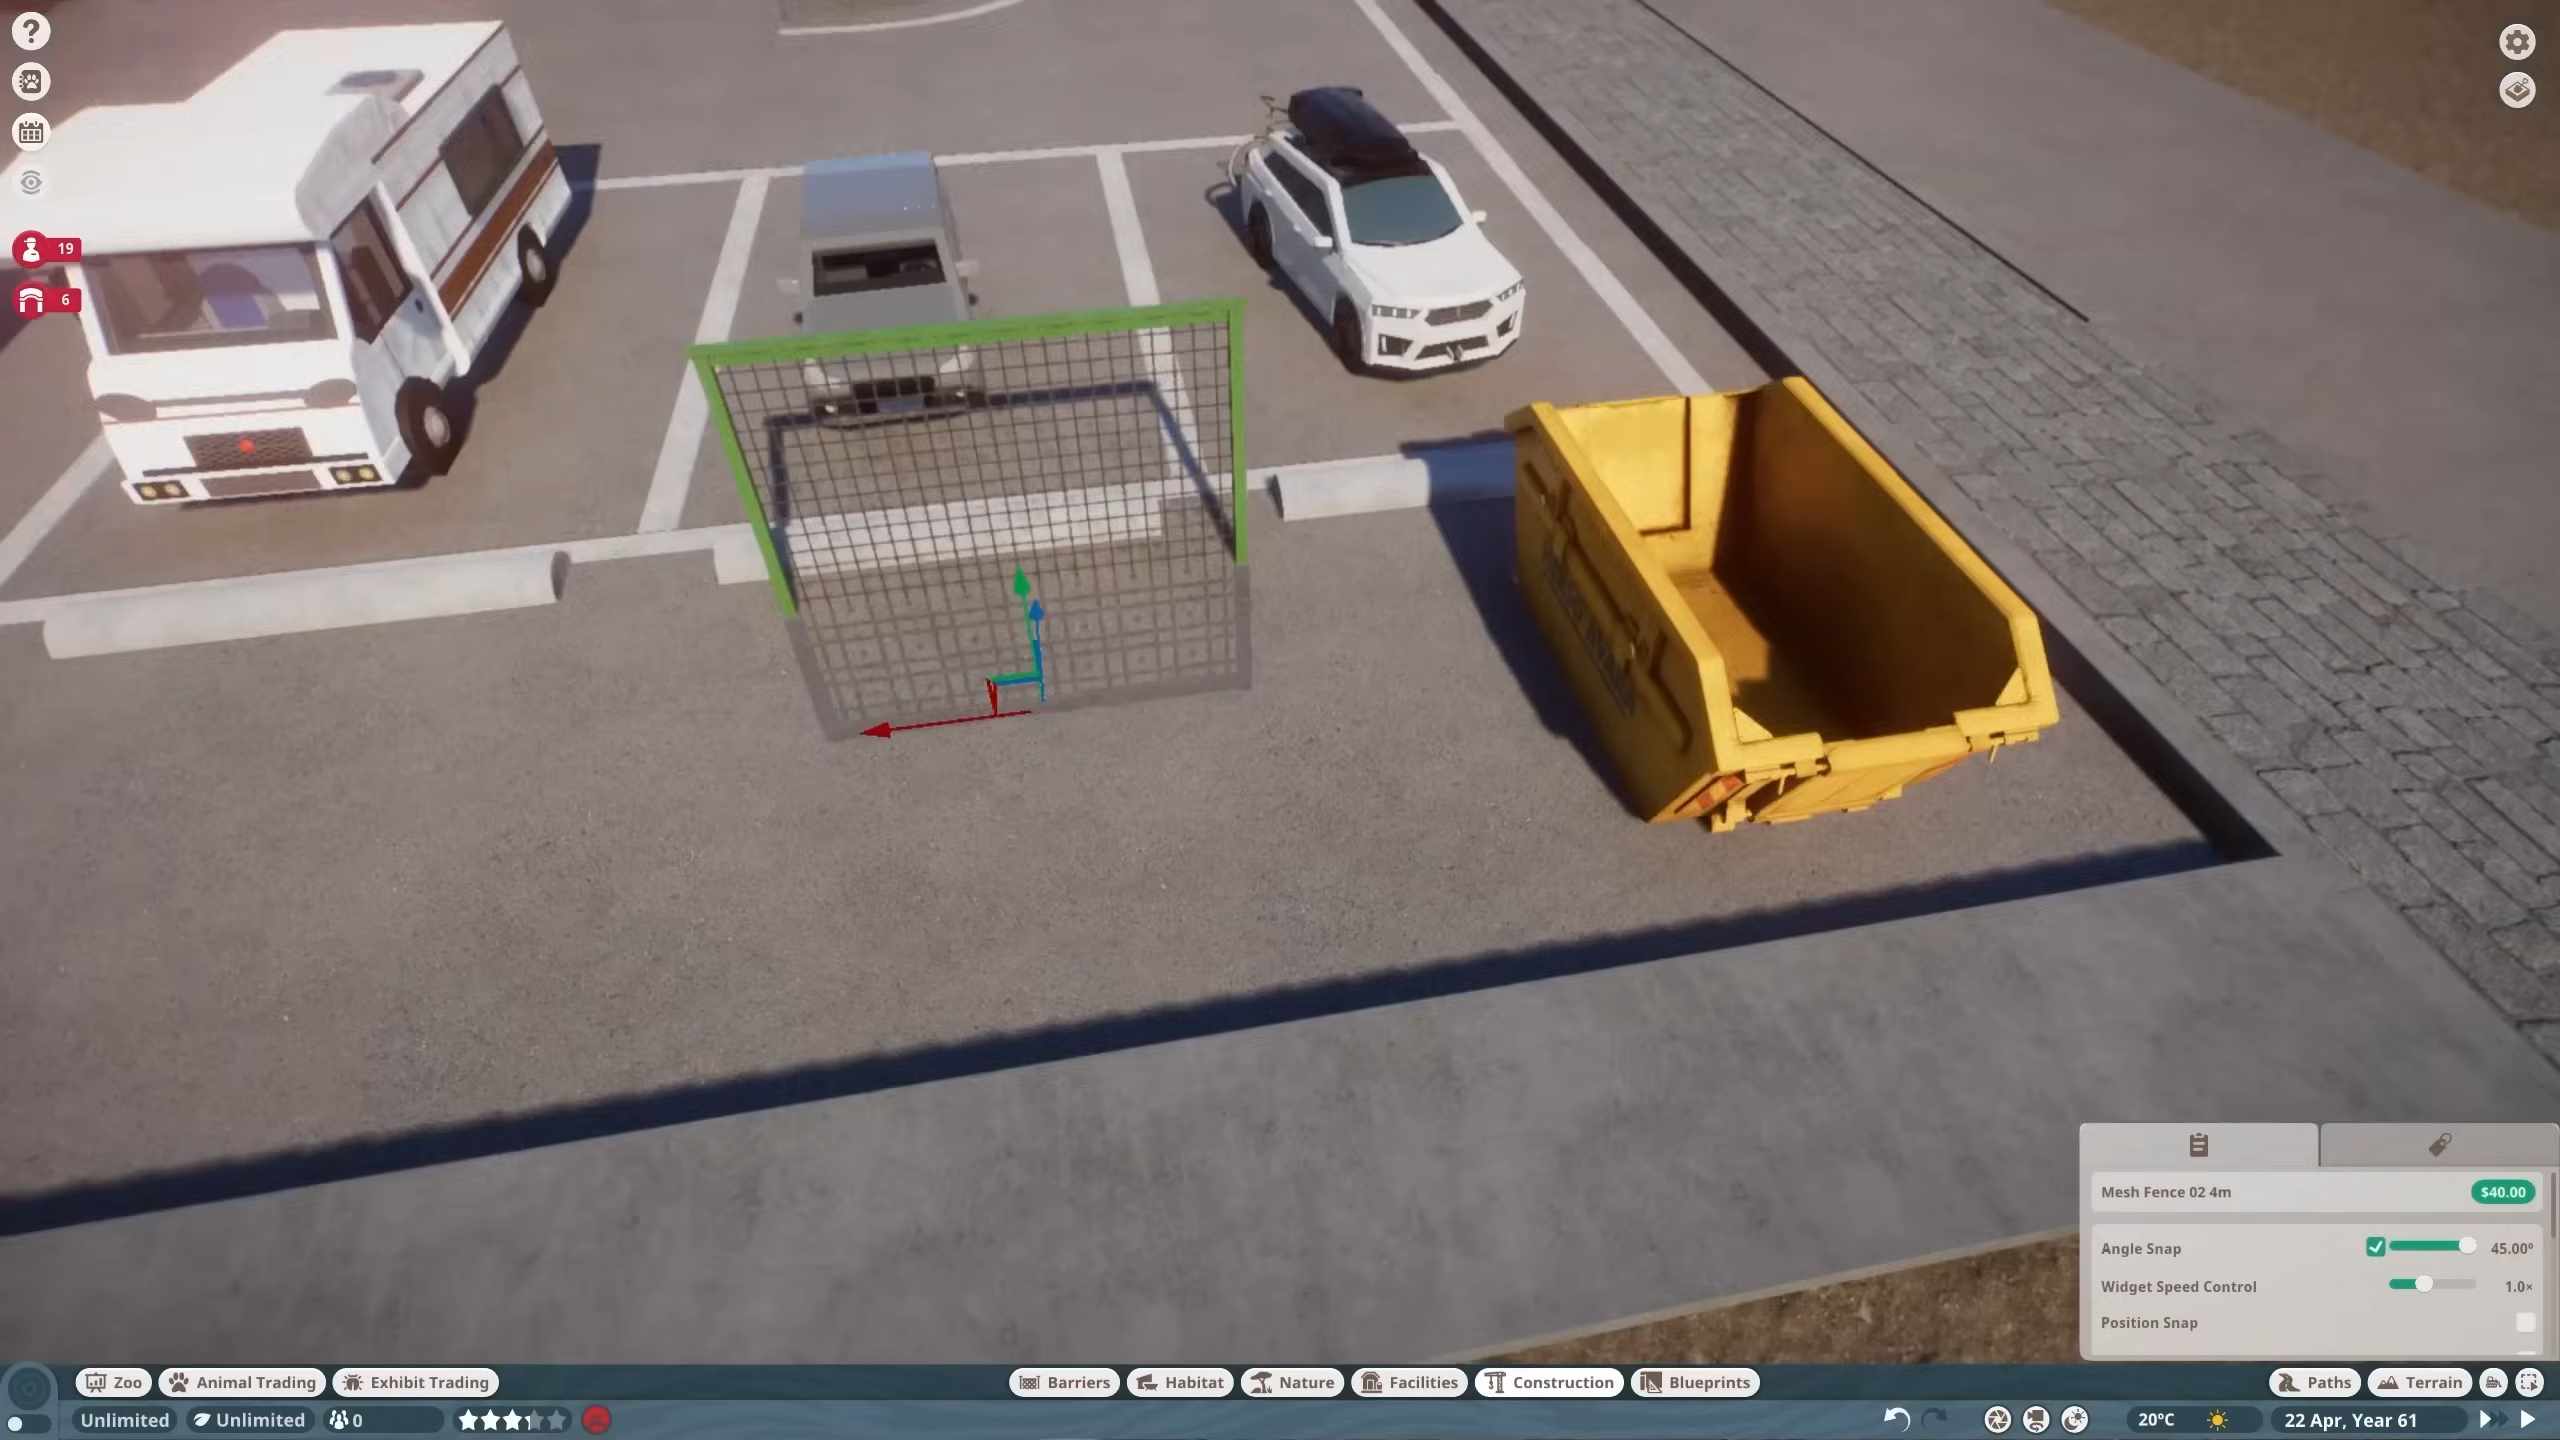 ?
19
6
Mesh Fence 02 4m
$40.00
Angle Snap
45.00°
Widget Speed Control
1.0×
Position Snap
Zoo
Animal Trading
Exhibit Trading
Barriers
Habitat
Nature
Facilities
Construction
Blueprints
Paths
Terrain
Unlimited
Unlimited
0
20°C
22 Apr, Year 61